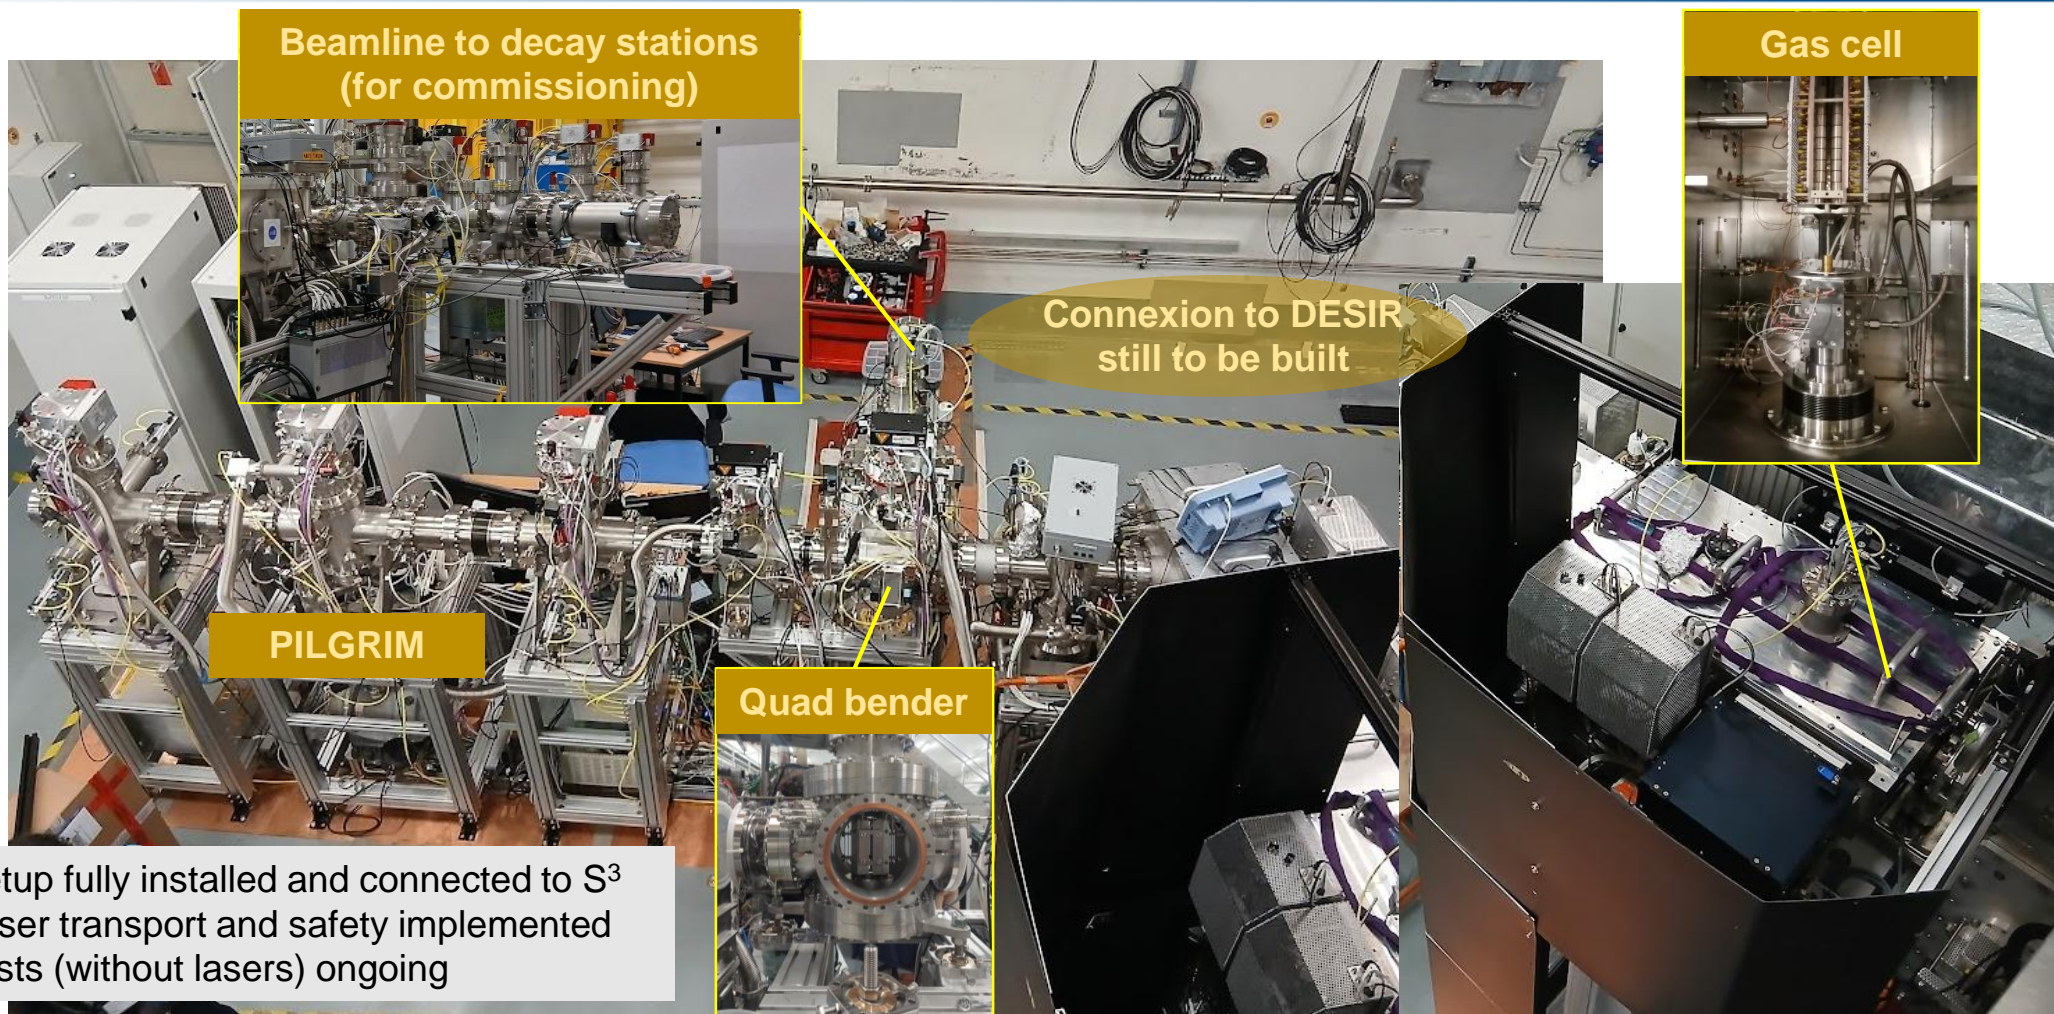 Beamline to decay stations
(for commissioning)
Gas cell
Connexion to DESIR
still to be built
PILGRIM
Quad bender
etup fully installed and connected to S³
ser transport and safety implemented
sts (without lasers) ongoing